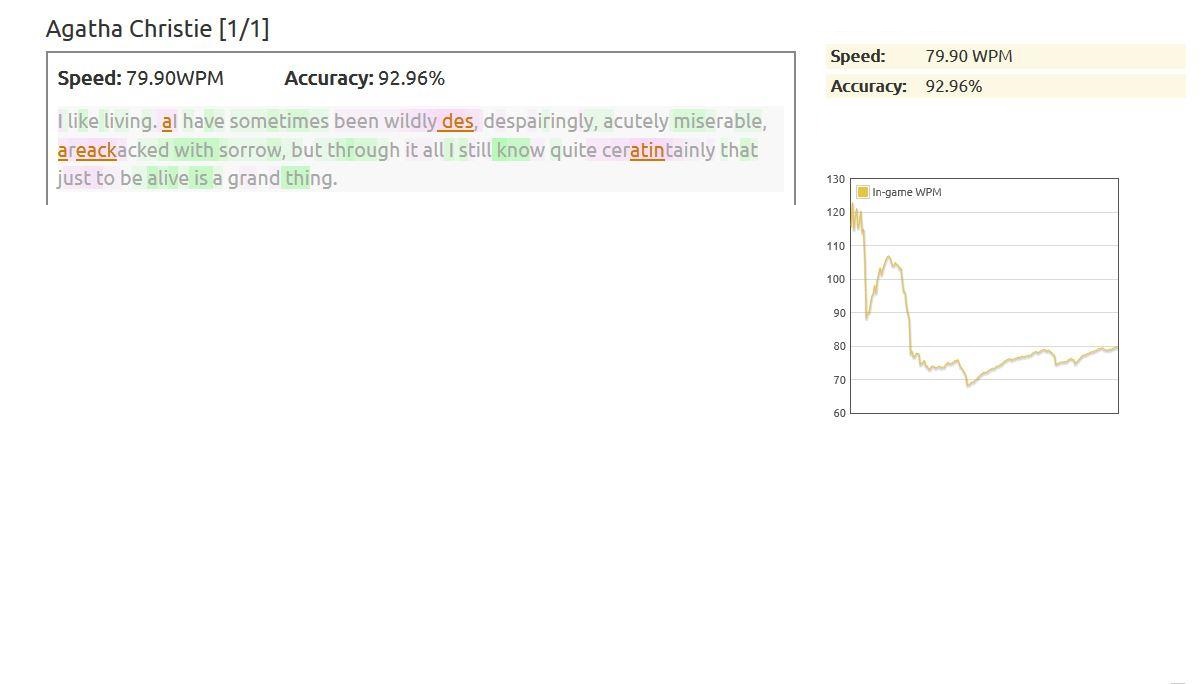 Agatha Christie [1/1]
Speed: 79.90WPM Accuracy: 92.96%
I like living. aI have sometimes been wildly des, despairingly, acutely miserable,
areackacked with sorrow, but through it all I still know quite ceratintainly that
just to be alive is a grand thing.
Speed: 79.90 WPM
Accuracy: 92.96%
130
In-game WPM
120
110
100
90
80
70
60